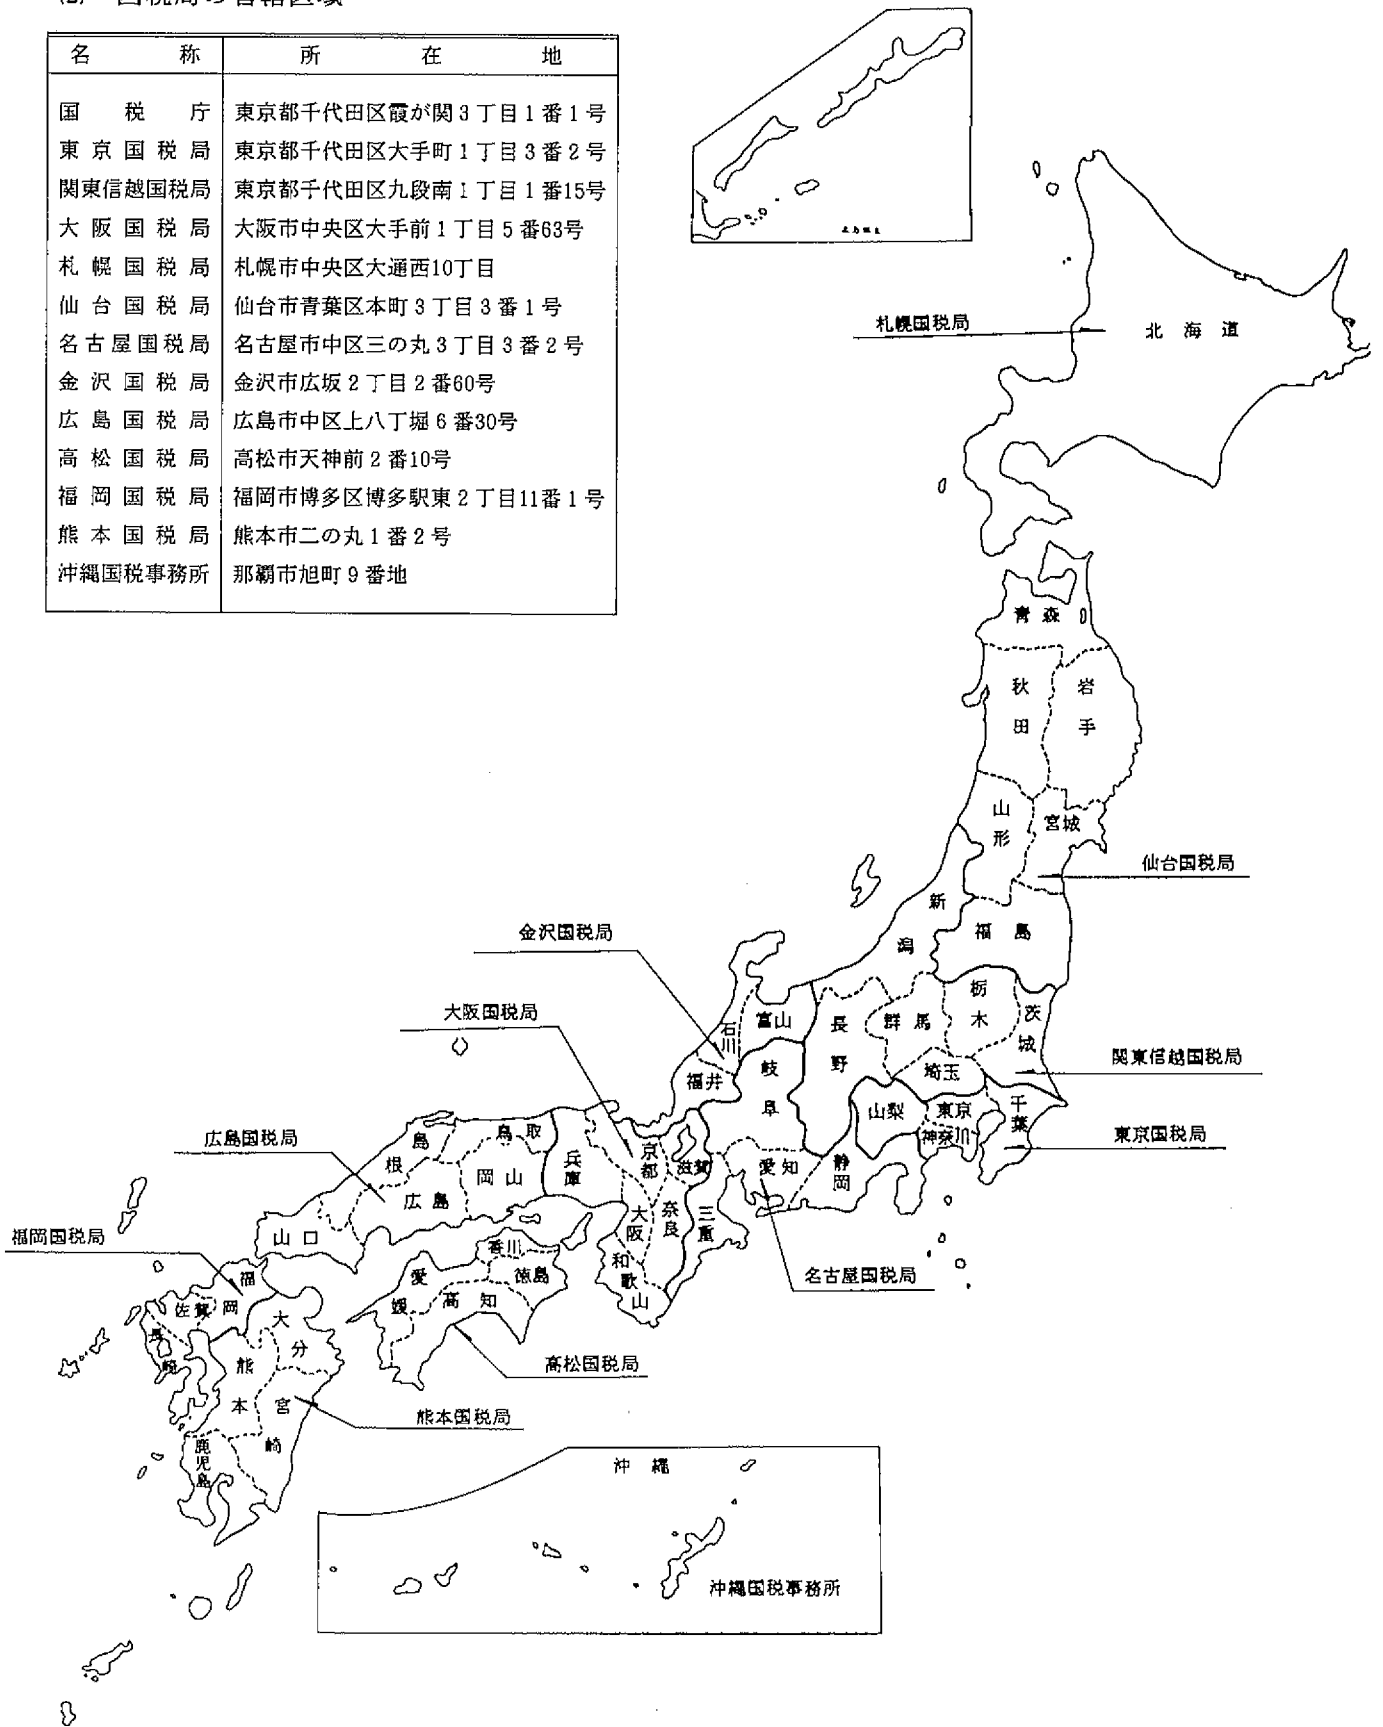 (2) 国税局の管轄区域
名称 所在地
国税庁 東京都千代田区霞が関3丁目1番1号
東京国税局 東京都千代田区大手町1丁目3番2号
関東信越国税局 東京都千代田区九段南1丁目1番15号
大阪国税局 大阪市中央区大手前1丁目5番63号
札幌国税局 札幌市中央区大通西10丁目
仙台国税局 仙台市青葉区本町3丁目3番1号
名古屋国税局 名古屋市中区三の丸3丁目3番2号
金沢国税局 金沢市広坂2丁目2番60号
広島国税局 広島市中区上八丁堀6番30号
高松国税局 高松市天神前2番10号
福岡国税局 福岡市博多区博多駅東2丁目11番1号
熊本国税局 熊本市二の丸1番2号
沖縄国税事務所 那覇市旭町9番地
札幌国税局
北海道
青森
秋田
岩手
山形
宮城
仙台国税局
新潟
福島
金沢国税局
大阪国税局
石川
富山
長野
群馬
栃木
茨城
関東信越国税局
福井
岐阜
埼玉
山梨
東京
千葉
神奈川
東京国税局
広島国税局
島根
鳥取
兵庫
京都
滋賀
愛知
静岡
岡山
広島
山口
大阪
奈良
三重
和歌山
名古屋国税局
福岡国税局
福岡
佐賀
長崎
大分
熊本
宮崎
鹿児島
香川
愛媛
徳島
高知
高松国税局
熊本国税局
沖縄
沖縄国税事務所